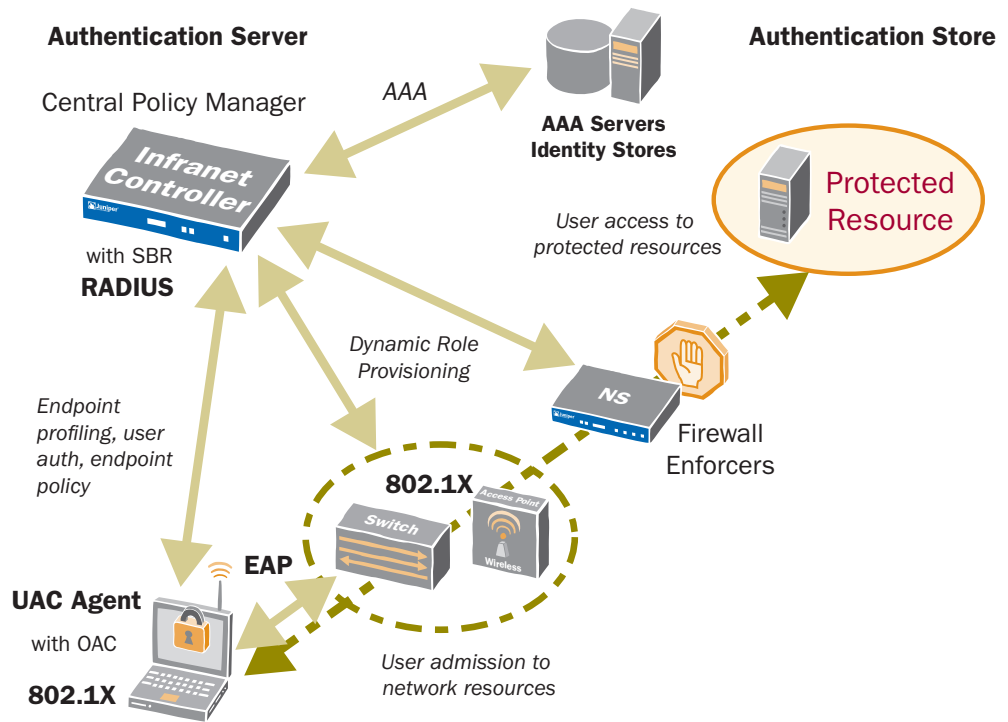 Authentication Server
Authentication Store
Central Policy Manager
AAA
AAA Servers
Identity Stores
Infranet
Controller
Juniper
with SBR
RADIUS
Protected
Resource
User access to
protected resources
Dynamic Role
Provisioning
NS
Juniper
Firewall
Enforcers
Endpoint
profiling, user
auth, endpoint
policy
802.1X
Switch
Access Point
Wireless
EAP
UAC Agent
with OAC
802.1X
User admission to
network resources